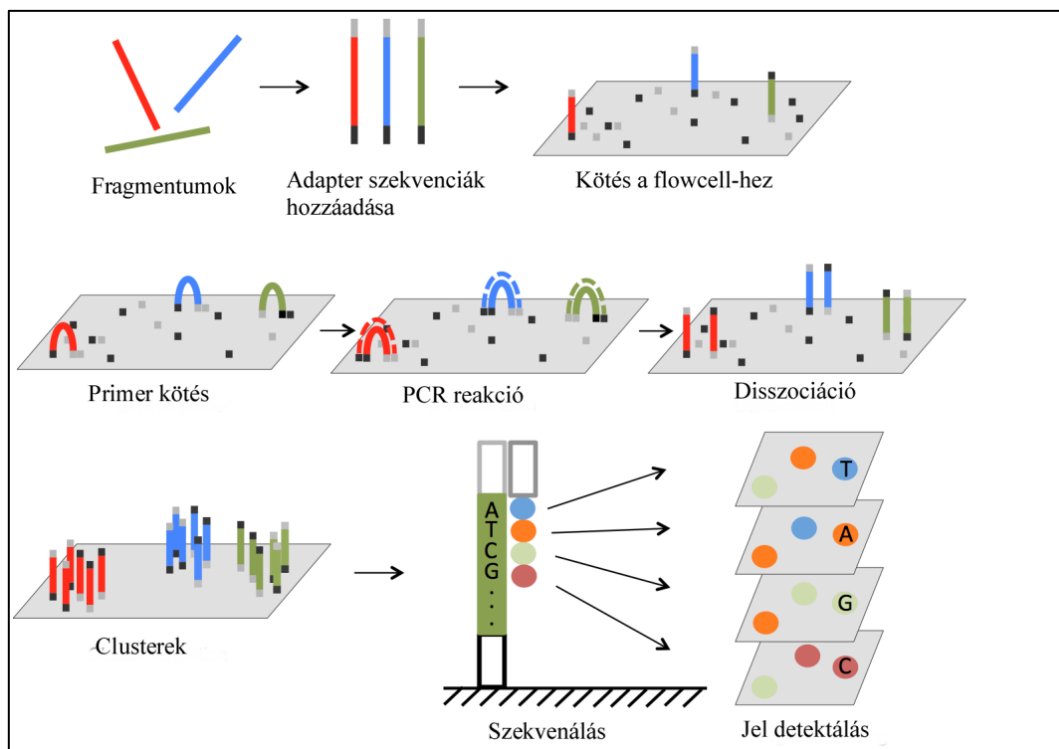 Fragmentumok
Adapter szekvenciák
hozzáadása
Kötés a flowcell-hez
Primer kötés
PCR reakció
Disszociáció
Clusterek
A
T
C
G
.
.
.
Szekvenálás
T
A
G
C
Jel detektálás